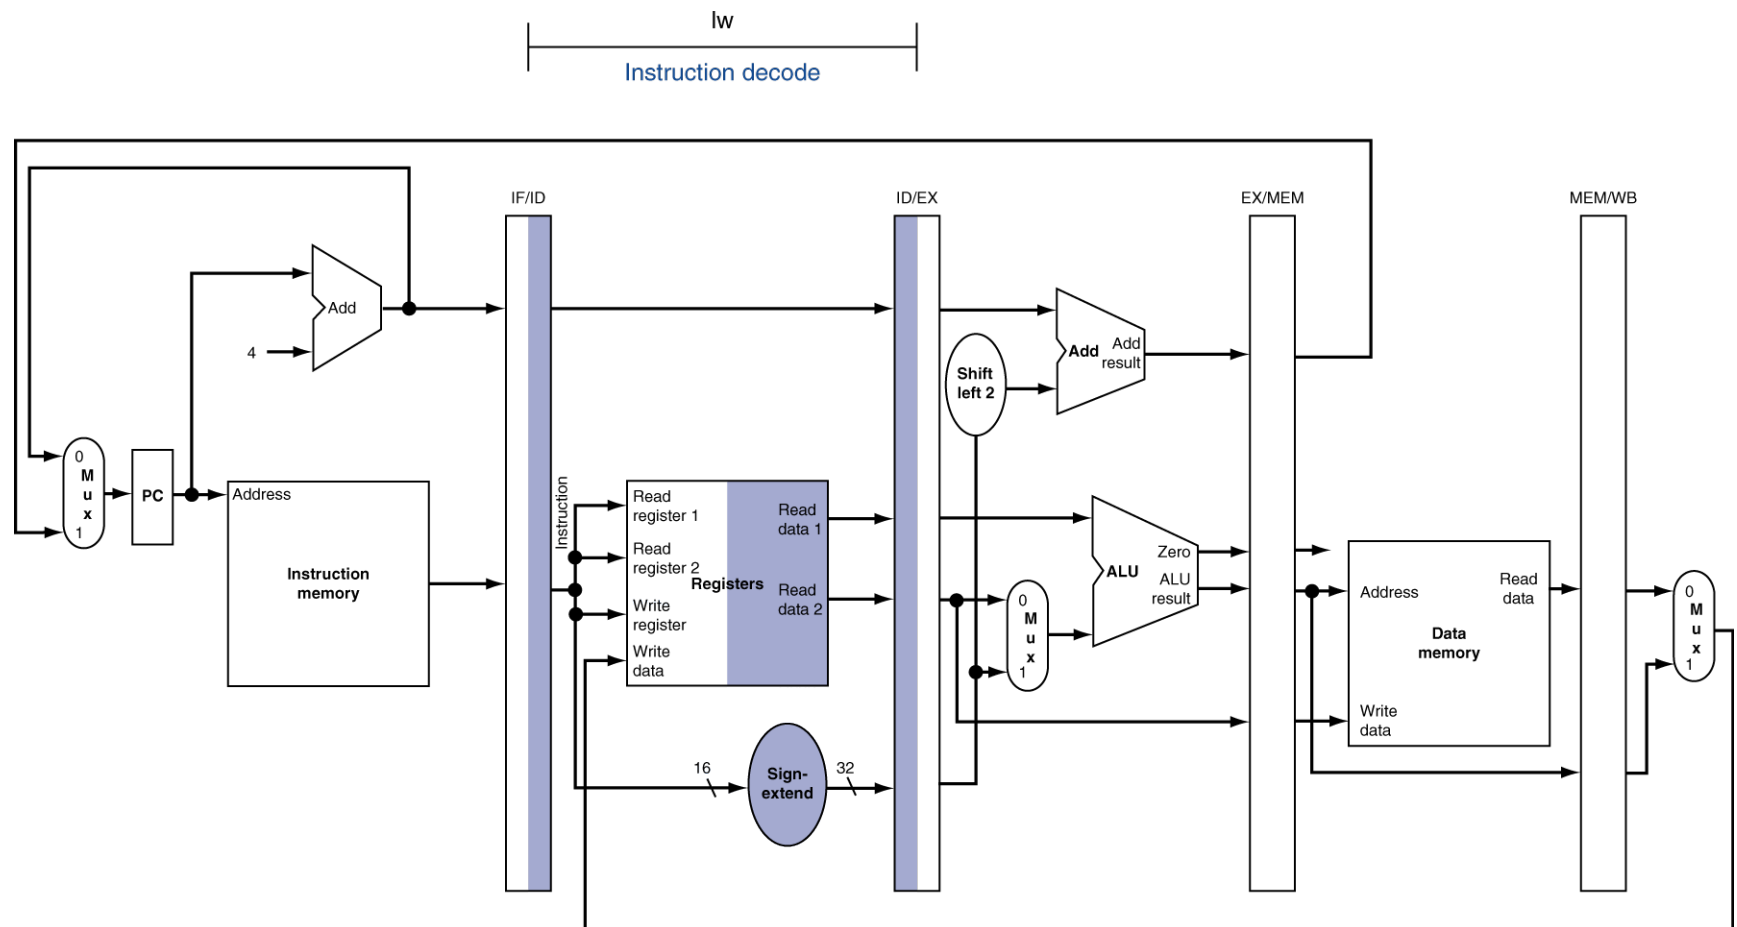 lw
Instruction decode
IF/ID
ID/EX
EX/MEM
MEM/WB
Add
4
Add
Add
result
Shift
left 2
0
M
u
x
1
PC
Address
Instruction
memory
Instruction
Read
register 1
Read
register 2
Write
register
Write
data
Registers
Read
data 1
Read
data 2
16
Sign-
extend
32
0
M
u
x
1
ALU
Zero
ALU
result
Address
Read
data
Data
memory
Write
data
0
M
u
x
1